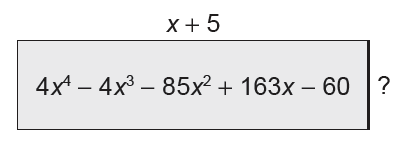 x + 5
4x⁴ – 4x³ – 85x² + 163x – 60 ?